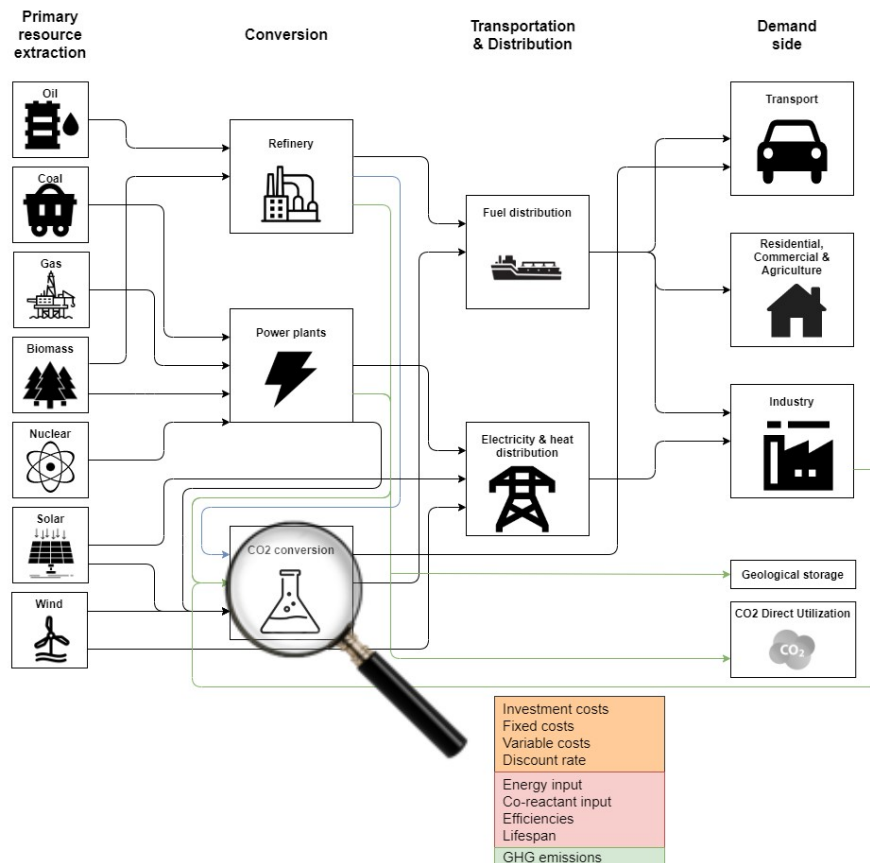 Primary
resource
extraction
Conversion
Transportation
& Distribution
Demand
side
Oil
Coal
Gas
Biomass
Nuclear
Solar
Wind
Refinery
Power plants
CO2 conversion
Fuel distribution
Electricity & heat
distribution
Transport
Residential,
Commercial &
Agriculture
Industry
Geological storage
CO2 Direct Utilization
CO₂
Investment costs
Fixed costs
Variable costs
Discount rate
Energy input
Co-reactant input
Efficiencies
Lifespan
GHG emissions